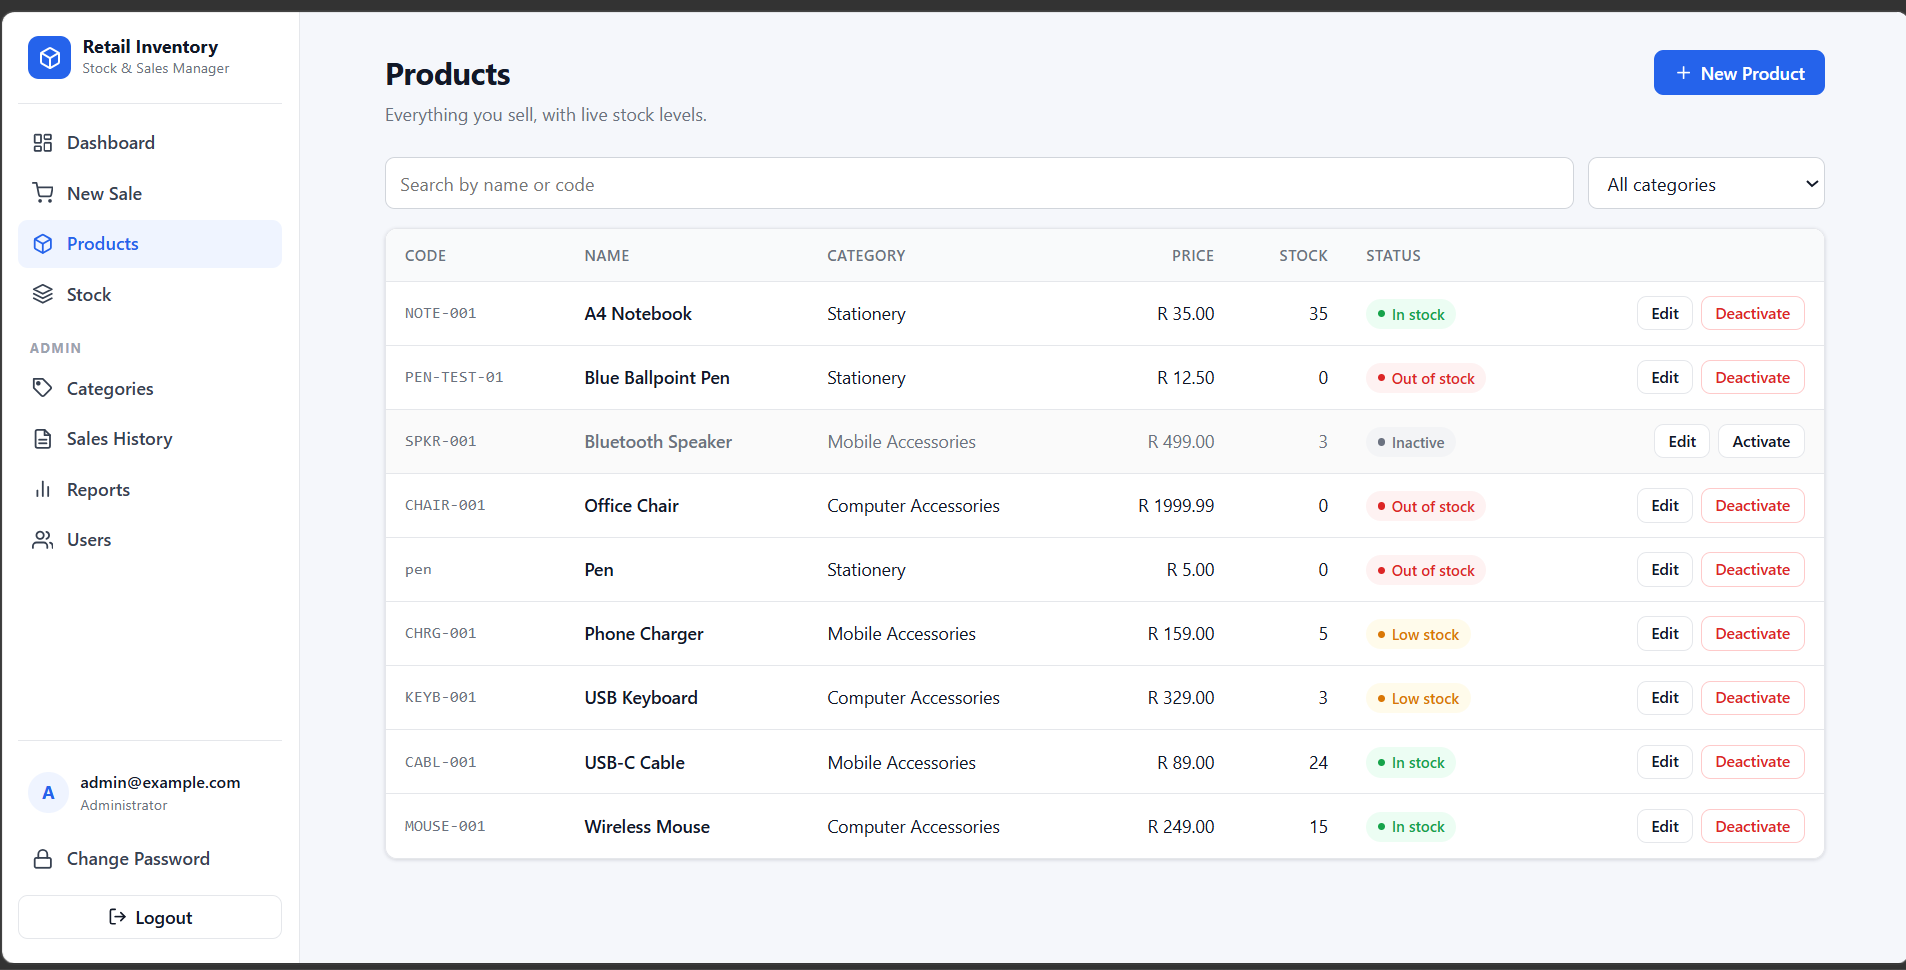 Retail Inventory
Stock & Sales Manager
Dashboard
New Sale
Products
Stock
ADMIN
Categories
Sales History
Reports
Users
A
admin@example.com
Administrator
Change Password
Logout
Products
Everything you sell, with live stock levels.
+ New Product
Search by name or code
All categories
CODE NAME CATEGORY PRICE STOCK STATUS
NOTE-001 A4 Notebook Stationery R 35.00 35 In stock Edit Deactivate
PEN-TEST-01 Blue Ballpoint Pen Stationery R 12.50 0 Out of stock Edit Deactivate
SPKR-001 Bluetooth Speaker Mobile Accessories R 499.00 3 Inactive Edit Activate
CHAIR-001 Office Chair Computer Accessories R 1999.99 0 Out of stock Edit Deactivate
pen Pen Stationery R 5.00 0 Out of stock Edit Deactivate
CHRG-001 Phone Charger Mobile Accessories R 159.00 5 Low stock Edit Deactivate
KEYB-001 USB Keyboard Computer Accessories R 329.00 3 Low stock Edit Deactivate
CABL-001 USB-C Cable Mobile Accessories R 89.00 24 In stock Edit Deactivate
MOUSE-001 Wireless Mouse Computer Accessories R 249.00 15 In stock Edit Deactivate